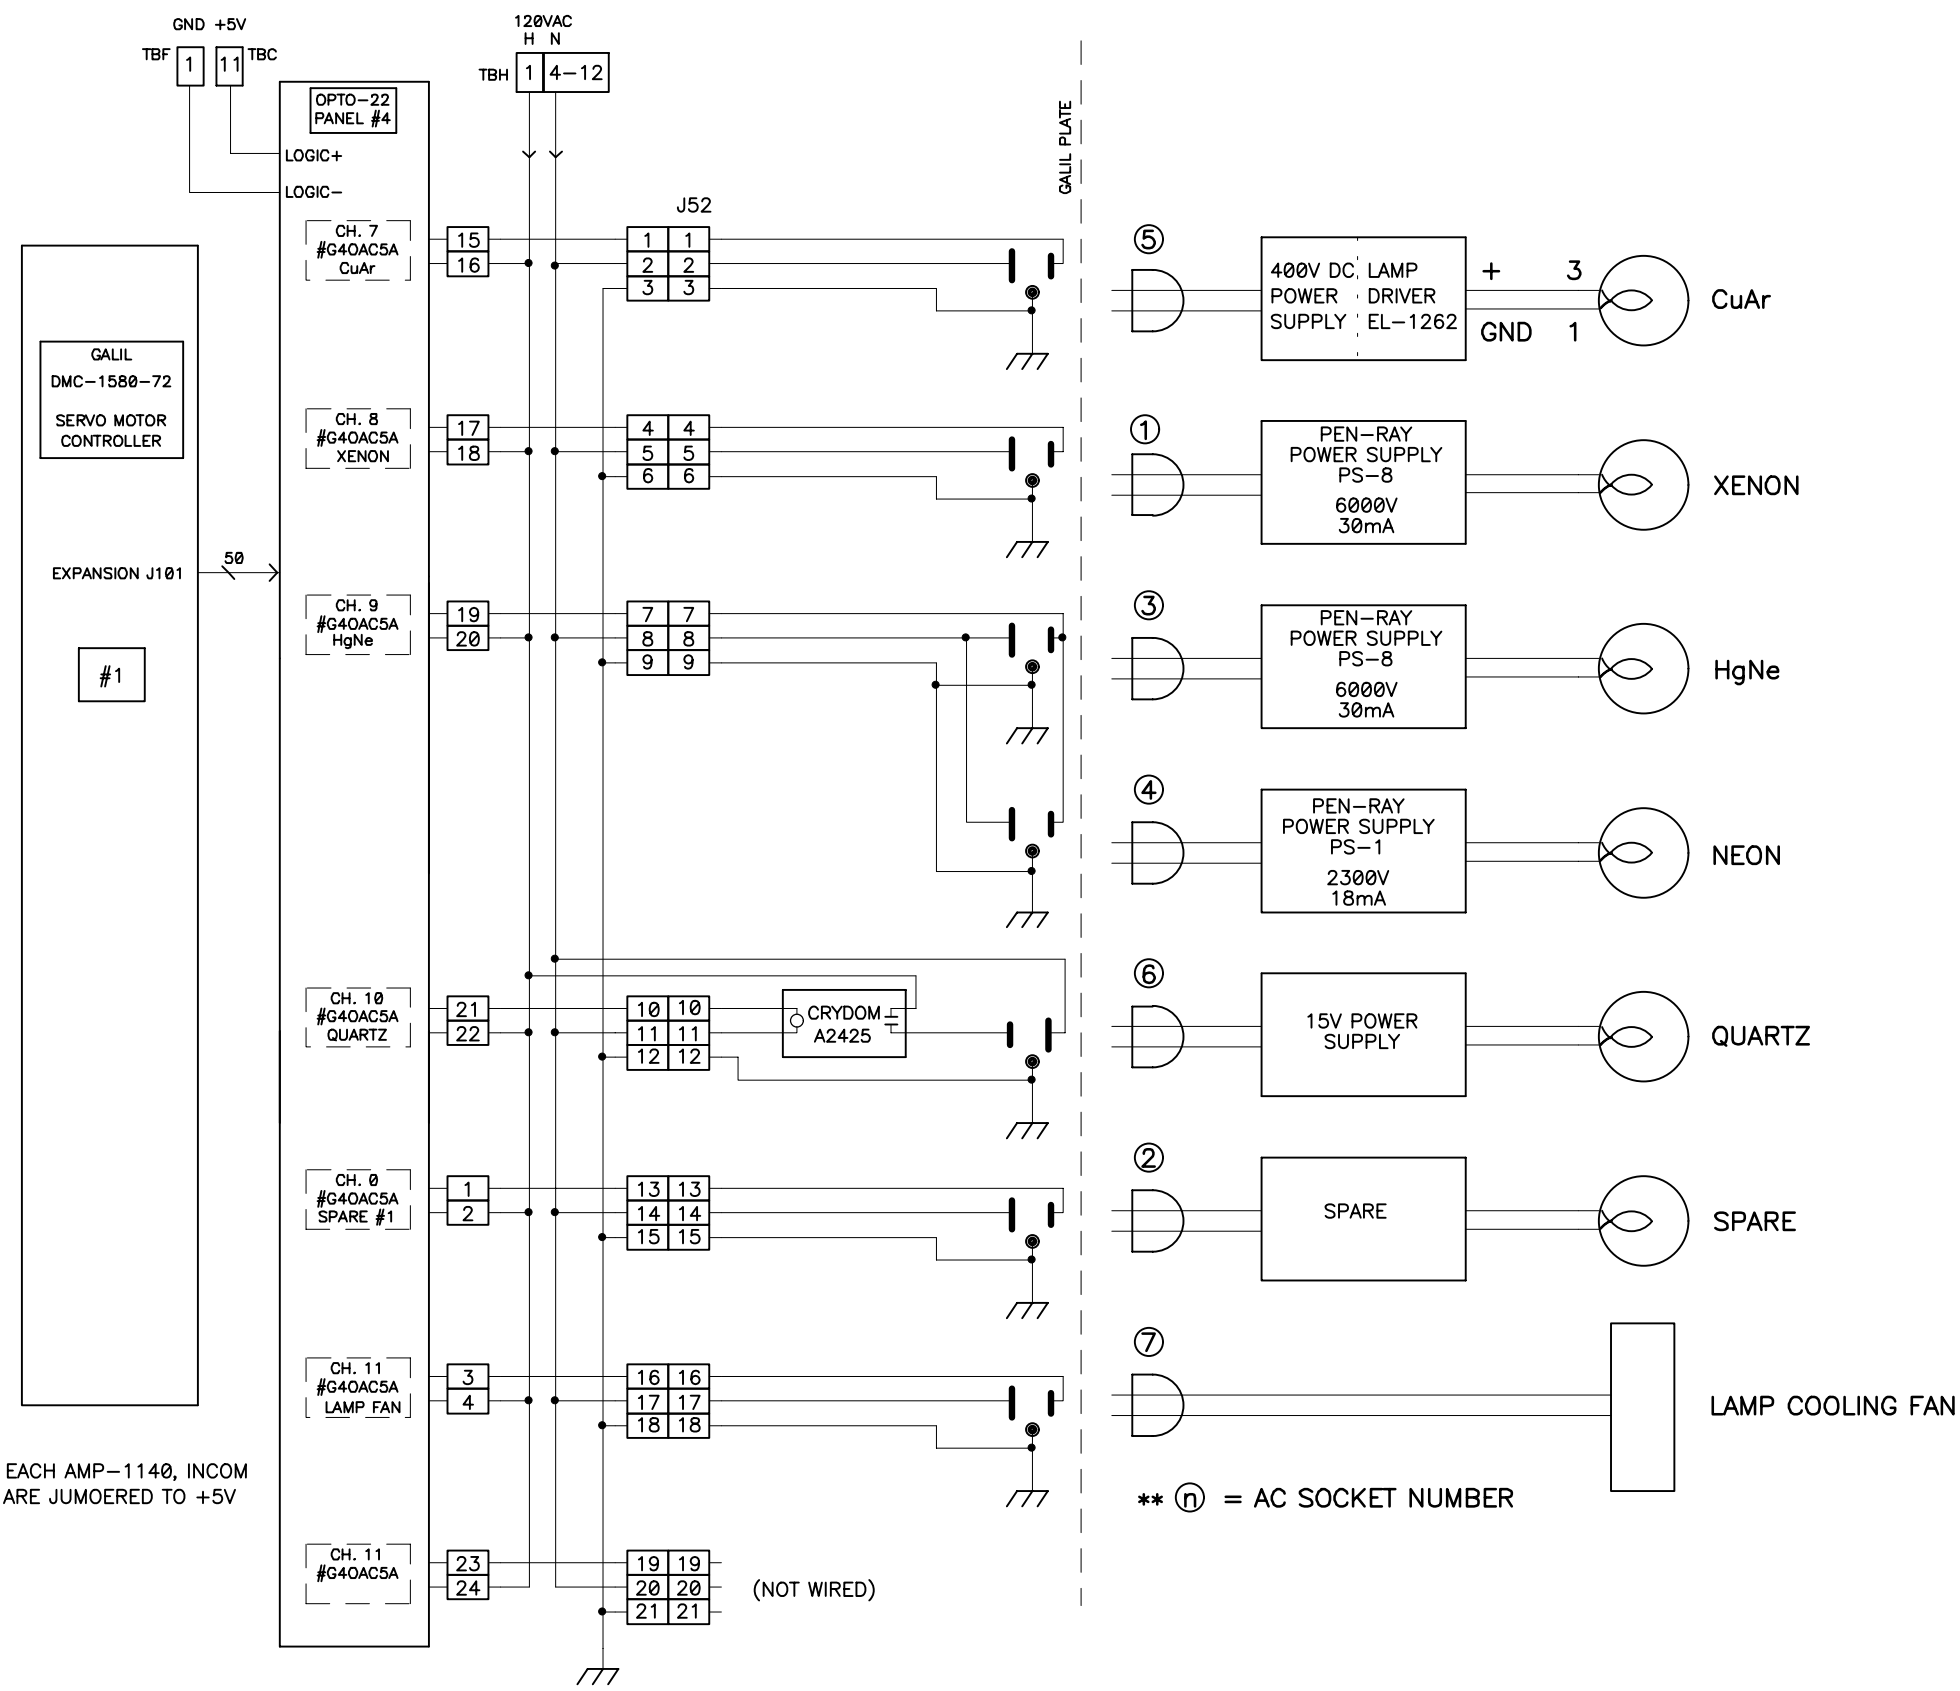 GND +5V
TBF 1 11 TBC
120VAC
H N
TBH 1 4-12
OPTO-22
PANEL #4
LOGIC+
LOGIC-
GALIL PLATE
J52
GALIL
DMC-1580-72
SERVO MOTOR
CONTROLLER
EXPANSION J101
50
#1
CH. 7
#G4OAC5A
CuAr
15
16
1 1
2 2
3 3
5
400V DC
POWER
SUPPLY
LAMP
DRIVER
EL-1262
+ 3
GND 1
CuAr
CH. 8
#G4OAC5A
XENON
17
18
4 4
5 5
6 6
1
PEN-RAY
POWER SUPPLY
PS-8
6000V
30mA
XENON
CH. 9
#G4OAC5A
HgNe
19
20
7 7
8 8
9 9
3
PEN-RAY
POWER SUPPLY
PS-8
6000V
30mA
HgNe
4
PEN-RAY
POWER SUPPLY
PS-1
2300V
18mA
NEON
CH. 10
#G4OAC5A
QUARTZ
21
22
10 10
11 11
12 12
CRYDOM
A2425
6
15V POWER
SUPPLY
QUARTZ
CH. 0
#G4OAC5A
SPARE #1
1
2
13 13
14 14
15 15
2
SPARE
SPARE
CH. 11
#G4OAC5A
LAMP FAN
3
4
16 16
17 17
18 18
7
LAMP COOLING FAN
EACH AMP-1140, INCOM
ARE JUMOERED TO +5V
** n = AC SOCKET NUMBER
CH. 11
#G4OAC5A
23
24
19 19
20 20
21 21
(NOT WIRED)